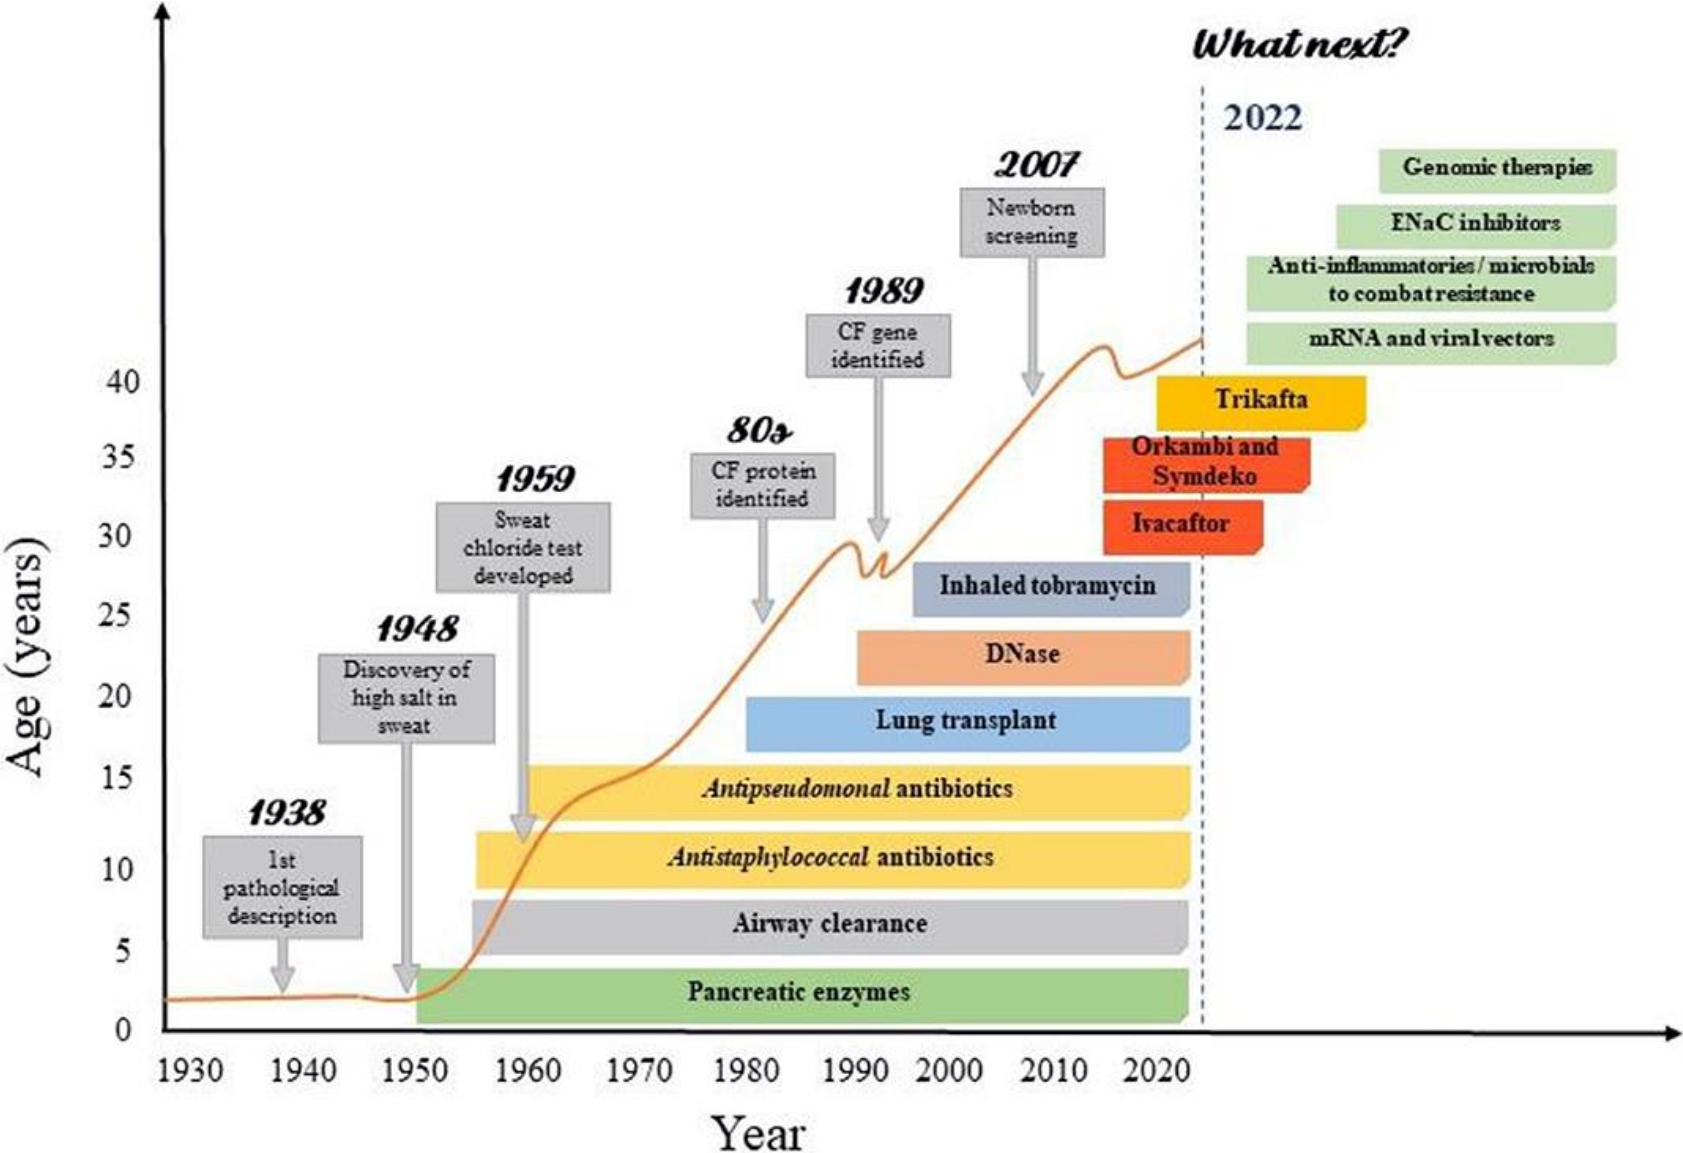 What next?
2022
Genomic therapies
ENaC inhibitors
Anti-inflammatories/ microbials
to combat resistance
mRNA and viral vectors
2007
Newborn
screening
1989
CF gene
identified
80s
CF protein
identified
1959
Sweat
chloride test
developed
1948
Discovery of
high salt in
sweat
1938
1st
pathological
description
Trikafta
Orkambi and
Symdeko
Ivacaftor
Inhaled tobramycin
DNase
Lung transplant
Antipseudomonal antibiotics
Antistaphylococcal antibiotics
Airway clearance
Pancreatic enzymes
Age (years)
40
35
30
25
20
15
10
5
0
1930 1940 1950 1960 1970 1980 1990 2000 2010 2020
Year